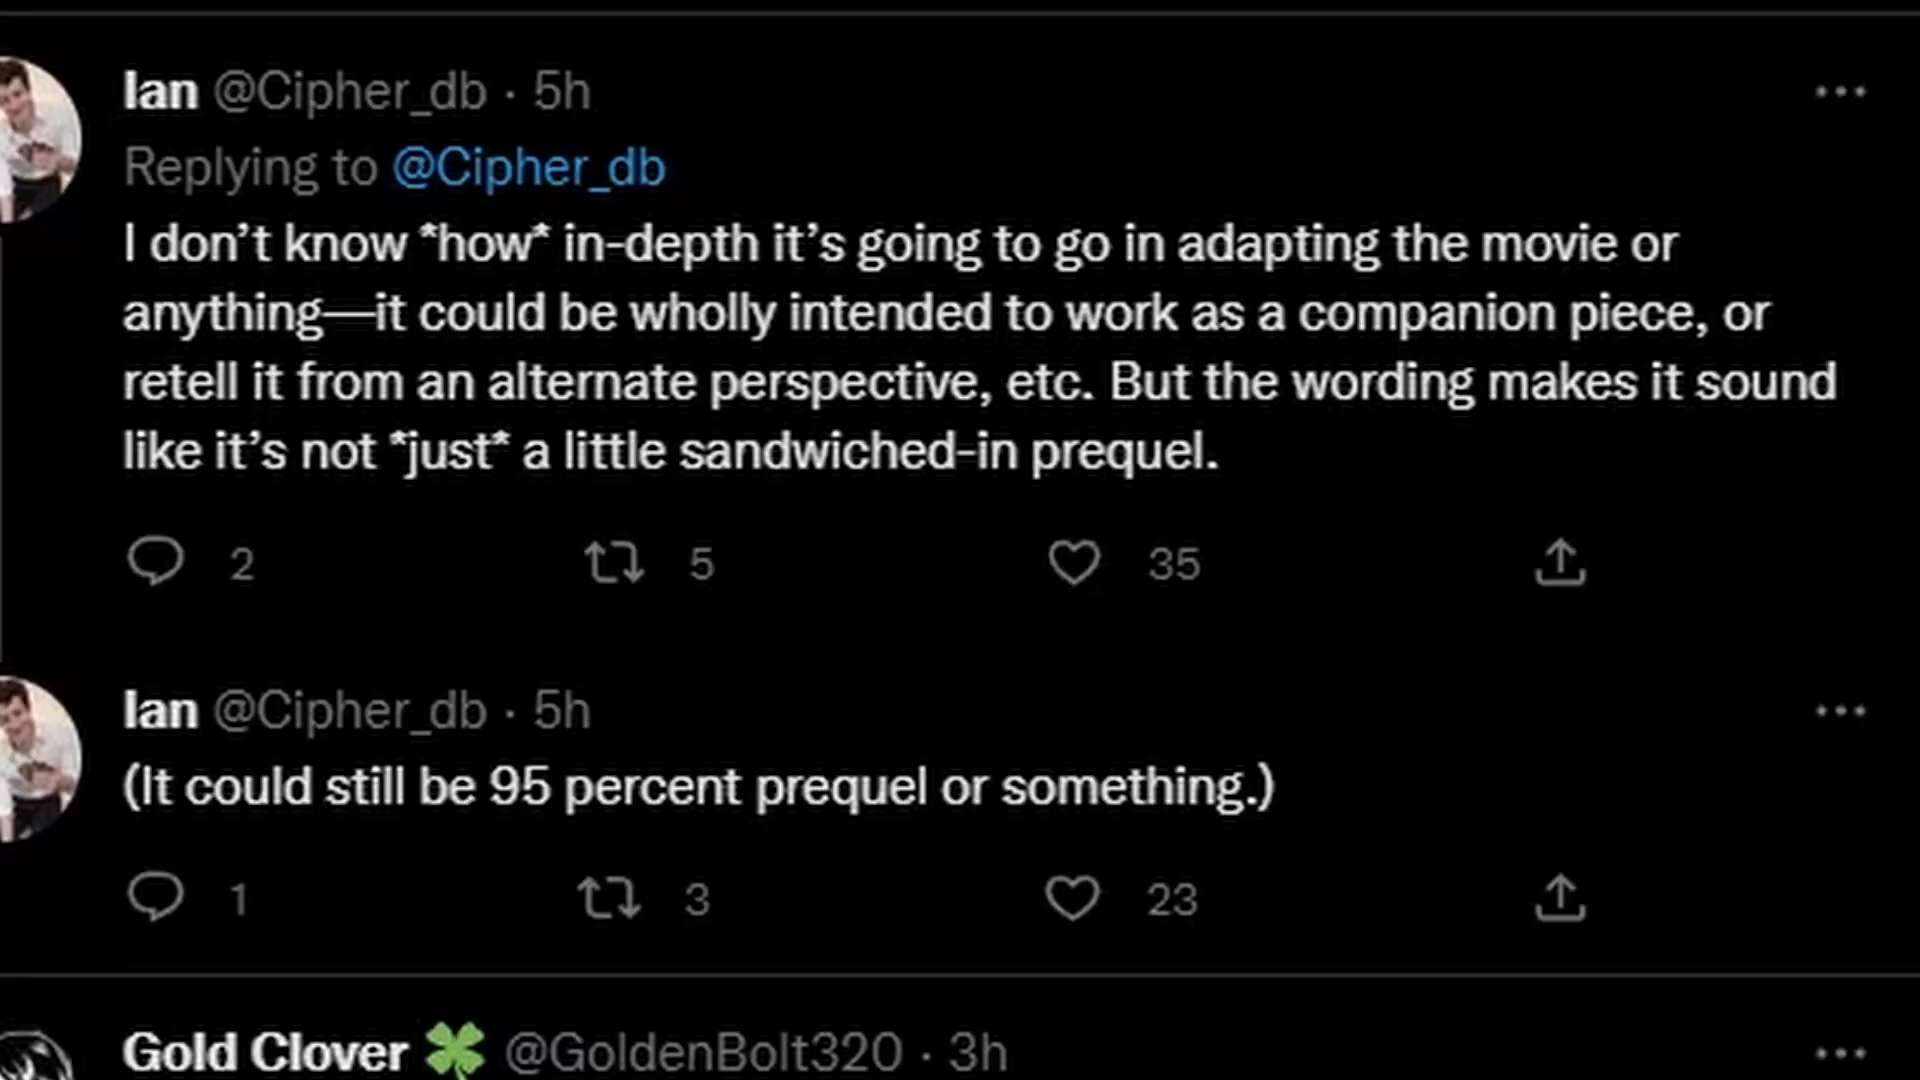 Ian @Cipher_db · 5h
Replying to @Cipher_db
I don’t know *how* in-depth it’s going to go in adapting the movie or
anything—it could be wholly intended to work as a companion piece, or
retell it from an alternate perspective, etc. But the wording makes it sound
like it’s not *just* a little sandwiched-in prequel.
2 5 35
Ian @Cipher_db · 5h
(It could still be 95 percent prequel or something.)
1 3 23
Gold Clover 🍀 @GoldenBolt320 · 3h